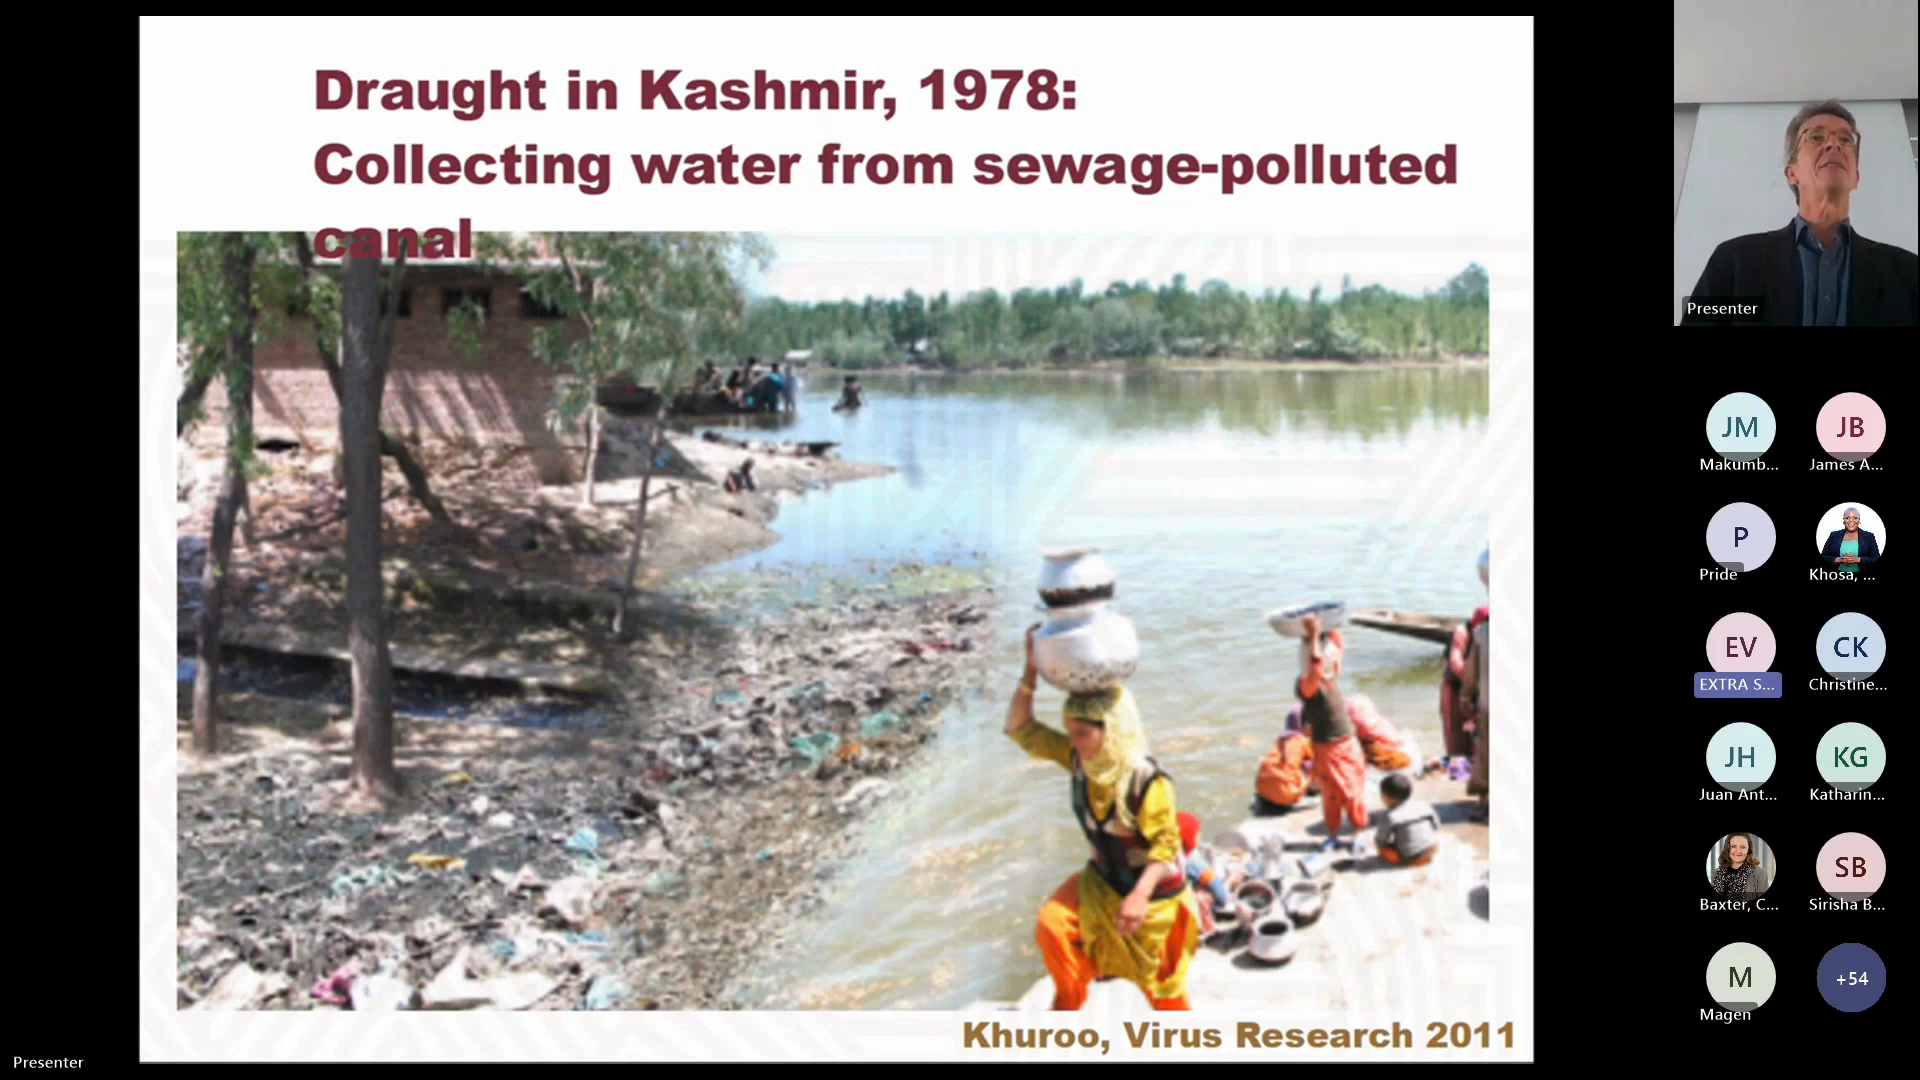 Draught in Kashmir, 1978:
Collecting water from sewage-polluted
canal
Khuroo, Virus Research 2011
Presenter
Presenter
JM
JB
Makumb...
James A...
P
Pride
Khosa, ...
EV
CK
EXTRA S...
Christine...
JH
KG
Juan Ant...
Katharin...
Baxter, C...
SB
Sirisha B...
M
+54
Magen